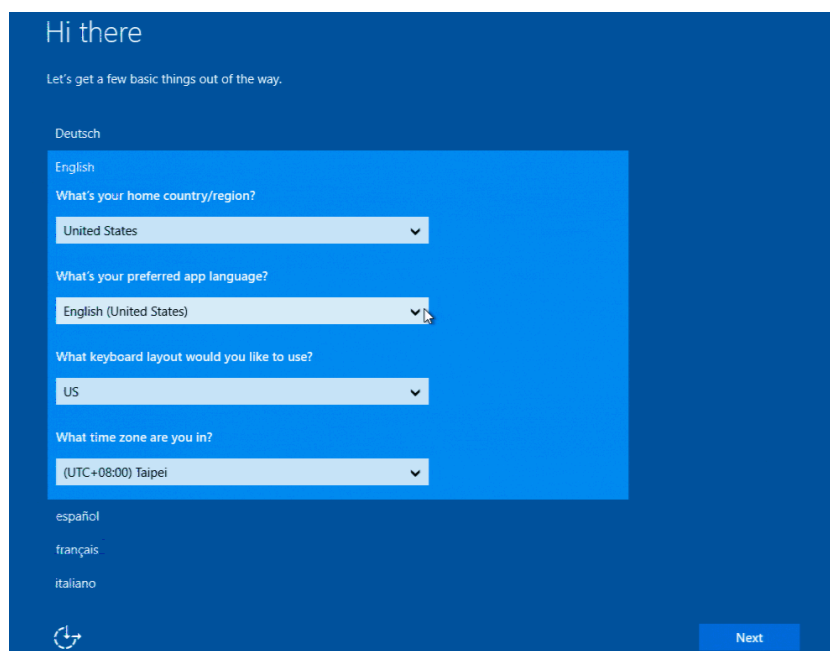 Hi there
Let's get a few basic things out of the way.
Deutsch
English
What's your home country/region?
United States
What's your preferred app language?
English (United States)
What keyboard layout would you like to use?
US
What time zone are you in?
(UTC+08:00) Taipei
español
français
italiano
Next